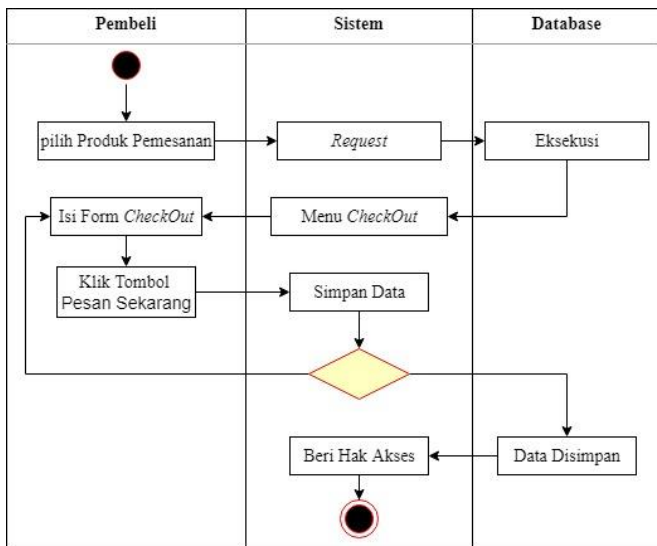 Pembeli
Sistem
Database
pilih Produk Pemesanan
Request
Eksekusi
Isi Form CheckOut
Menu CheckOut
Klik Tombol
Pesan Sekarang
Simpan Data
Beri Hak Akses
Data Disimpan